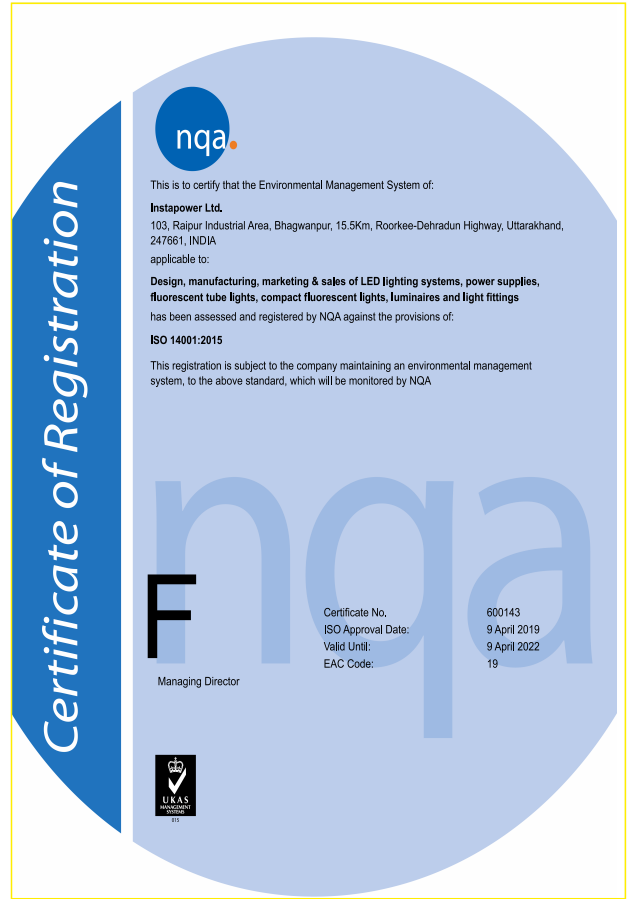 Certificate of Registration
nqa.
This is to certify that the Environmental Management System of:
Instapower Ltd.
103, Raipur Industrial Area, Bhagwanpur, 15.5Km, Roorkee-Dehradun Highway, Uttarakhand,
247661, INDIA
applicable to:
Design, manufacturing, marketing & sales of LED lighting systems, power supplies,
fluorescent tube lights, compact fluorescent lights, luminaires and light fittings
has been assessed and registered by NQA against the provisions of:
ISO 14001:2015
This registration is subject to the company maintaining an environmental management
system, to the above standard, which will be monitored by NQA
nqa
F
Certificate No. 600143
ISO Approval Date: 9 April 2019
Valid Until: 9 April 2022
EAC Code: 19
Managing Director
UKAS
MANAGEMENT
SYSTEMS
015